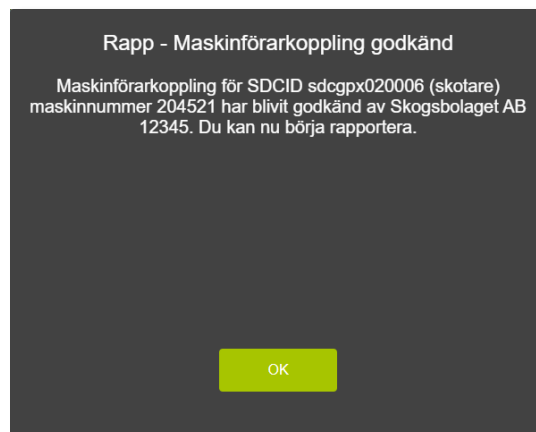 Rapp - Maskinförarkoppling godkänd
Maskinförarkoppling för SDCID sdcgpx020006 (skotare)
maskinnummer 204521 har blivit godkänd av Skogsbolaget AB
12345. Du kan nu börja rapportera.
OK